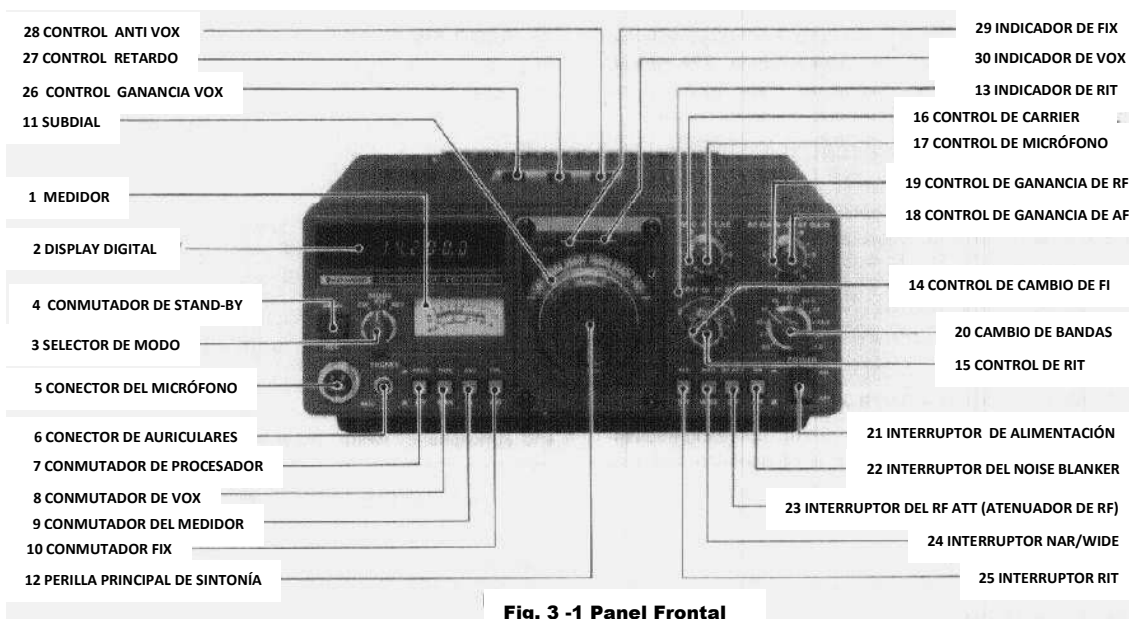 28 CONTROL ANTI VOX
27 CONTROL RETARDO
26 CONTROL GANANCIA VOX
11 SUBDIAL
1 MEDIDOR
2 DISPLAY DIGITAL
4 CONMUTADOR DE STAND-BY
3 SELECTOR DE MODO
5 CONECTOR DEL MICRÓFONO
6 CONECTOR DE AURICULARES
7 CONMUTADOR DE PROCESADOR
8 CONMUTADOR DE VOX
9 CONMUTADOR DEL MEDIDOR
10 CONMUTADOR FIX
12 PERILLA PRINCIPAL DE SINTONÍA
29 INDICADOR DE FIX
30 INDICADOR DE VOX
13 INDICADOR DE RIT
16 CONTROL DE CARRIER
17 CONTROL DE MICRÓFONO
19 CONTROL DE GANANCIA DE RF
18 CONTROL DE GANANCIA DE AF
14 CONTROL DE CAMBIO DE FI
20 CAMBIO DE BANDAS
15 CONTROL DE RIT
21 INTERRUPTOR DE ALIMENTACIÓN
22 INTERRUPTOR DEL NOISE BLANKER
23 INTERRUPTOR DEL RF ATT (ATENUADOR DE RF)
24 INTERRUPTOR NAR/WIDE
25 INTERRUPTOR RIT
14.200.0
Fig. 3 -1 Panel Frontal